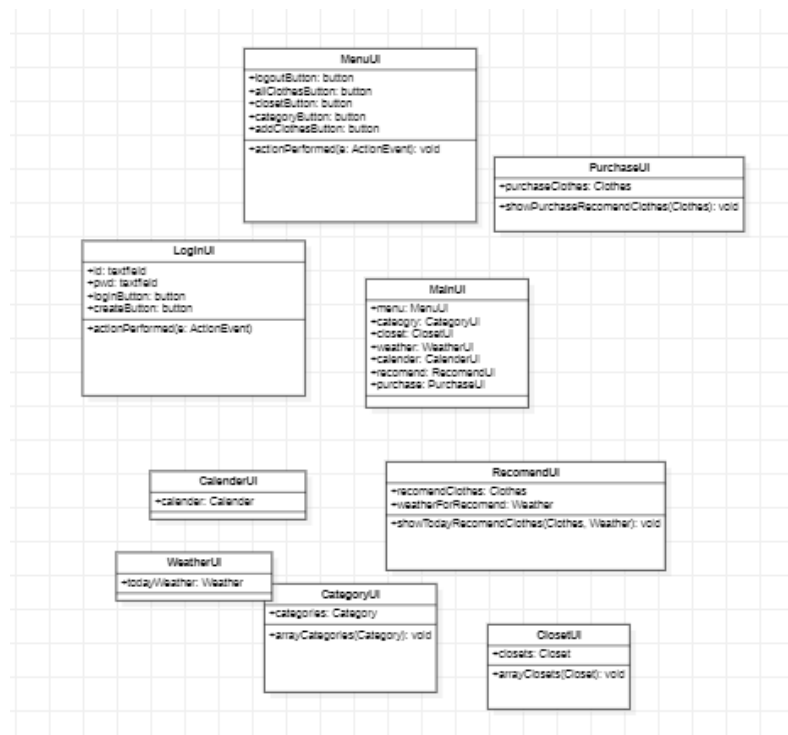 MenuUI
+logoutButton: button
+allClothesButton: button
+closetButton: button
+categoryButton: button
+addClothesButton: button
+actionPerformed(e: ActionEvent): void
PurchaseUI
+purchaseClothes: Clothes
+showPurchaseRecomendClothes(Clothes): void
LoginUI
+id: textfield
+pwd: textfield
+loginButton: button
+createButton: button
+actionPerformed(e: ActionEvent)
MainUI
+menu: MenuUI
+cateogry: CategoryUI
+closet: ClosetUI
+weather: WeatherUI
+calender: CalenderUI
+recomend: RecomendUI
+purchase: PurchaseUI
CalenderUI
+calender: Calender
RecomendUI
+recomendClothes: Clothes
+weatherForRecomend: Weather
+showTodayRecomendClothes(Clothes, Weather): void
WeatherUI
+todayWeather: Weather
CategoryUI
+categories: Category
+arrayCategories(Category): void
ClosetUI
+closets: Closet
+arrayClosets(Closet): void